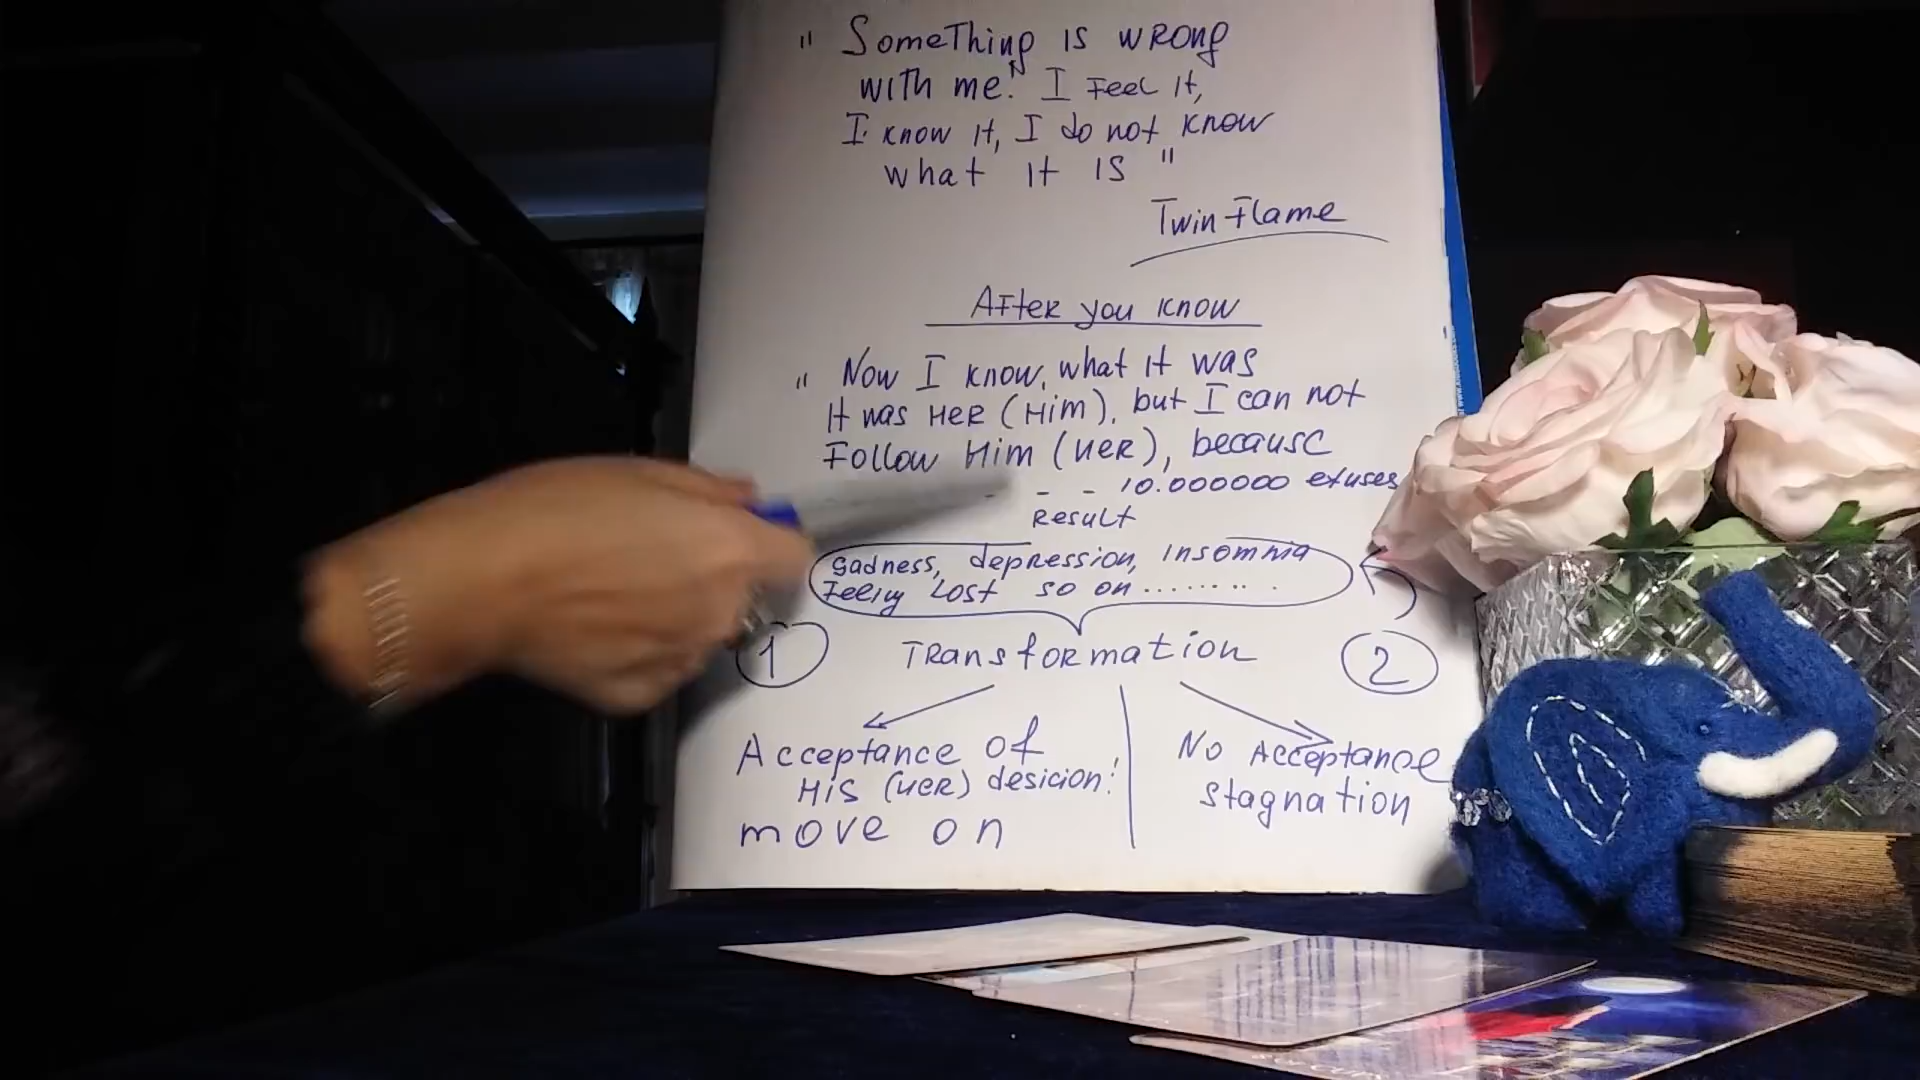 " Something is wrong
with me." I feel it,
I know it, I do not know
what it is "
Twin Flame
After you know
" Now I know, what it was
It was Her (Him), but I can not
Follow Him (Her), because
- - 10.000000 exuses
Result
Sadness, depression, insomnia
Feeliy Lost so on .........
Transformation
1
2
Acceptance of
His (Her) desicion!
move on
No Acceptance
Stagnation